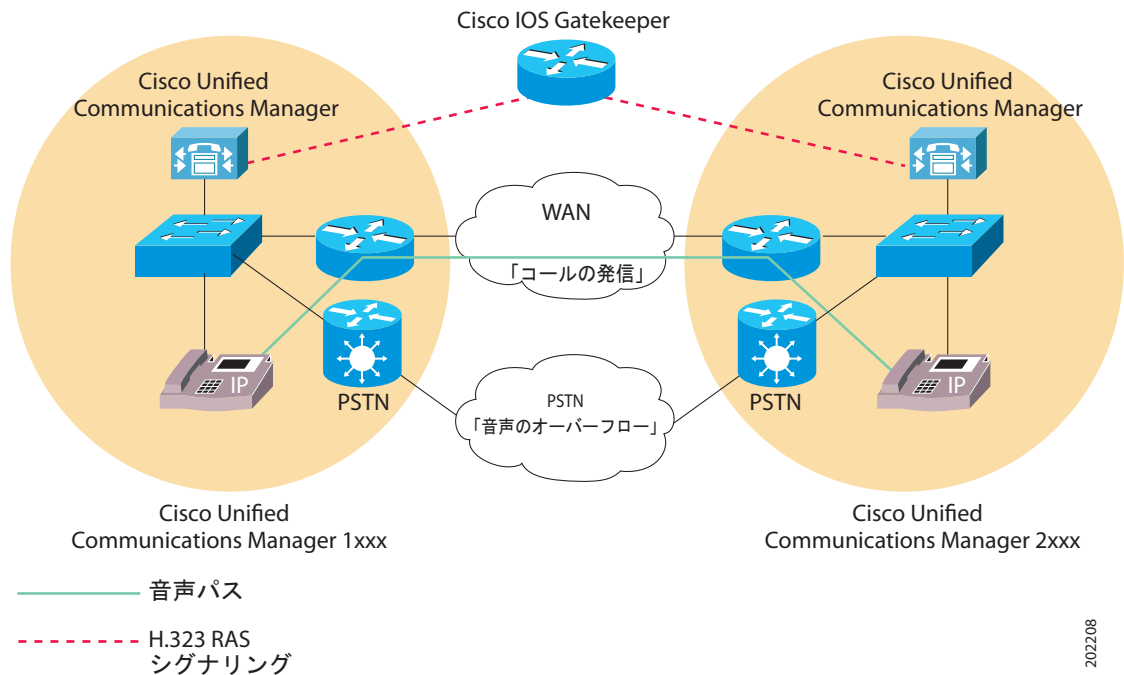 Cisco IOS Gatekeeper
Cisco Unified
Communications Manager
Cisco Unified
Communications Manager
WAN
「コールの発信」
IP
PSTN
PSTN
「音声のオーバーフロー」
PSTN
IP
Cisco Unified
Communications Manager 1xxx
Cisco Unified
Communications Manager 2xxx
音声パス
H.323 RAS
シグナリング
202208